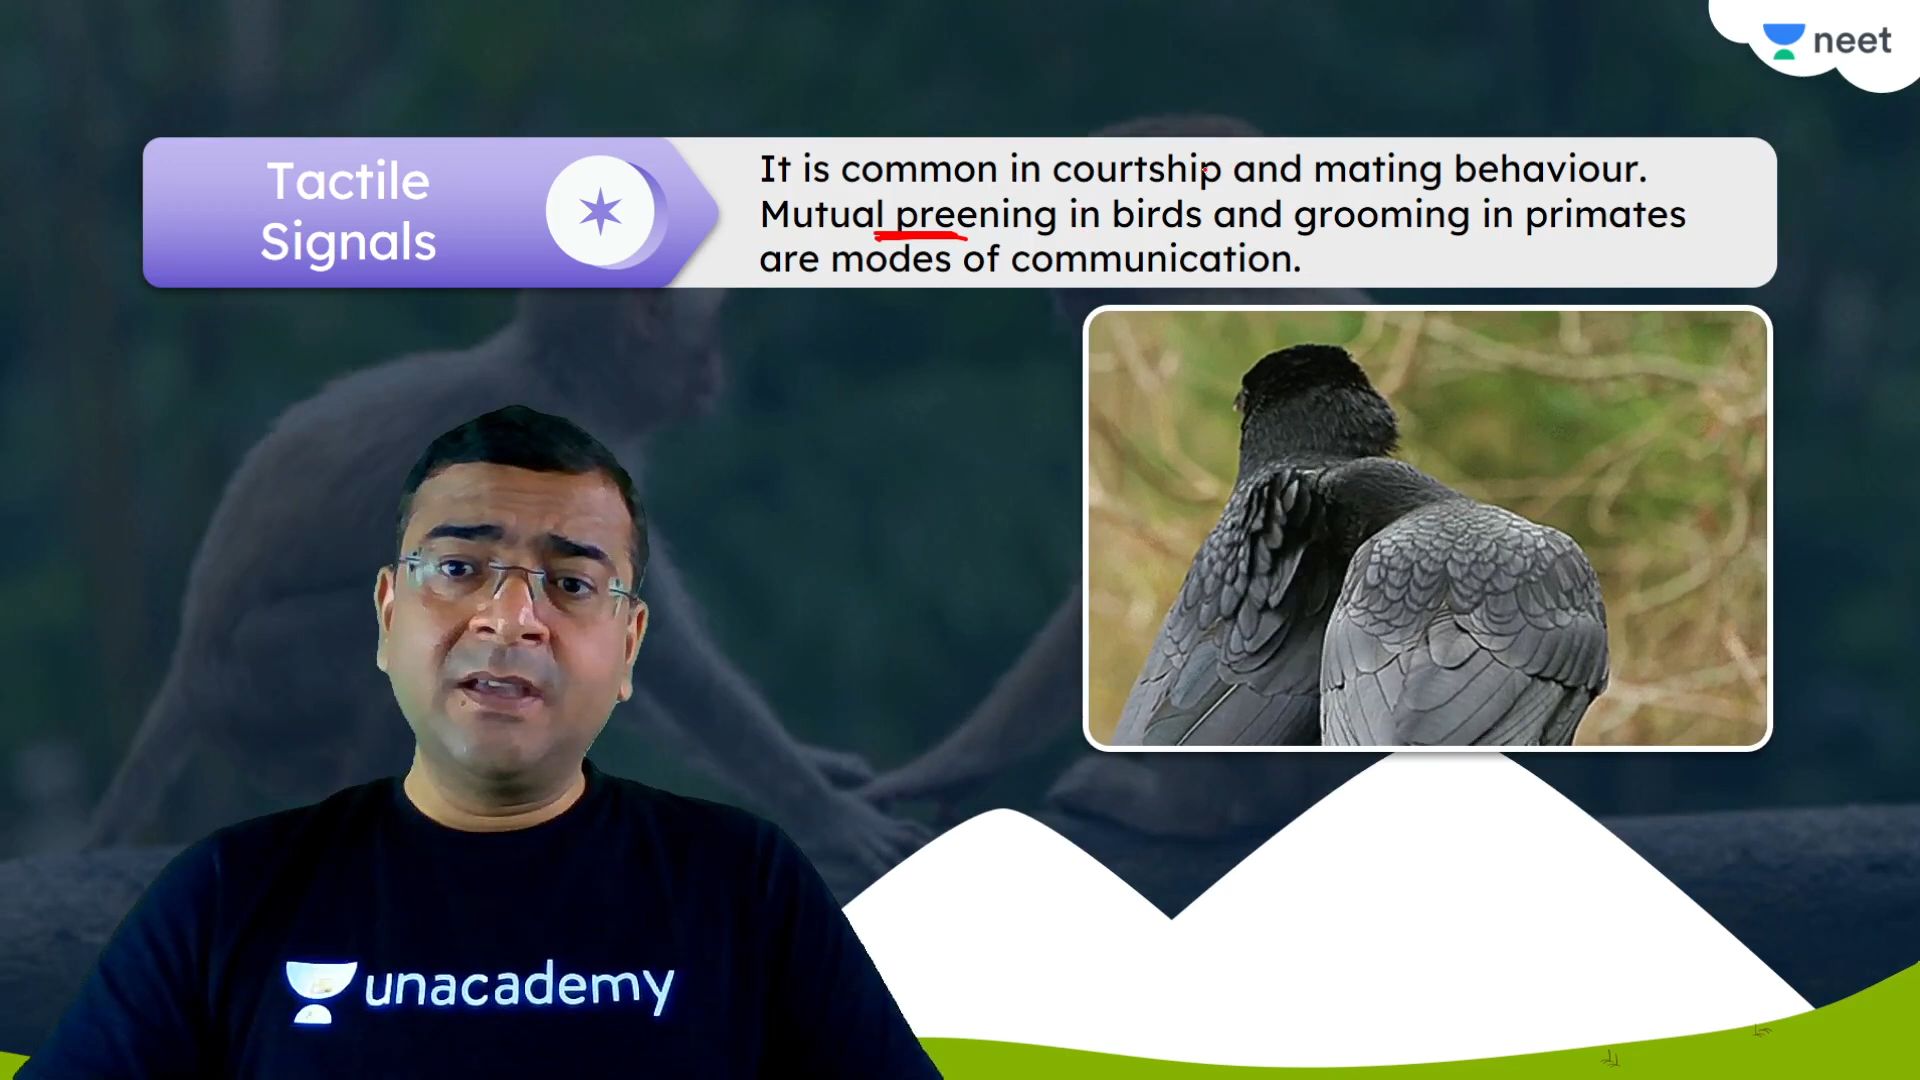 neet
Tactile
Signals
It is common in courtship and mating behaviour.
Mutual preening in birds and grooming in primates
are modes of communication.
unacademy